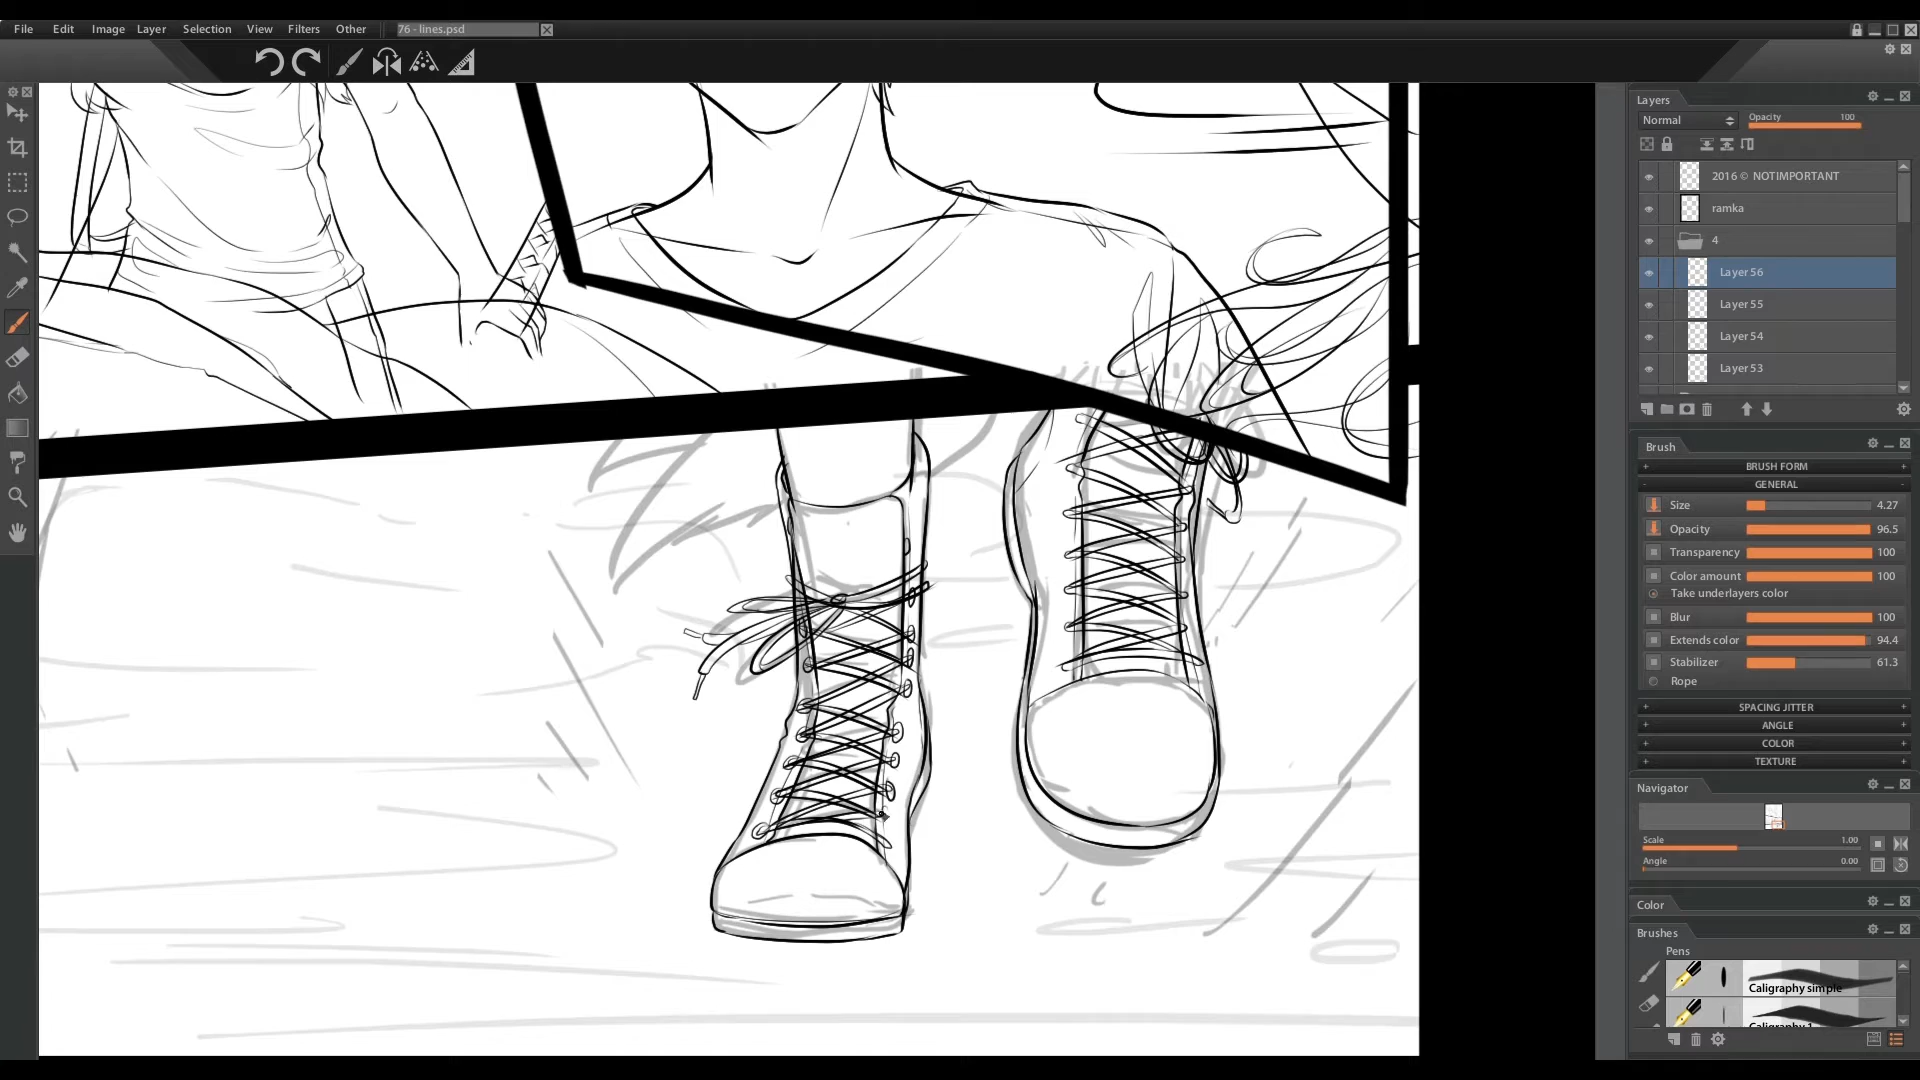 File Edit Image Layer Selection View Filters Other 76 - lines.psd
Layers
Normal Opacity 100
2016 © NOTIMPORTANT
ramka
4
Layer 56
Layer 55
Layer 54
Layer 53
Brush
+ BRUSH FORM +
- GENERAL -
Size 4.27
Opacity 96.5
Transparency 100
Color amount 100
Take underlayers color
Blur 100
Extends color 94.4
Stabilizer 61.3
Rope
+ SPACING JITTER +
+ ANGLE +
+ COLOR +
+ TEXTURE +
Navigator
Scale 1.00
Angle 0.00
Color
Brushes
Pens
Caligraphy simple
Caligraphy 1